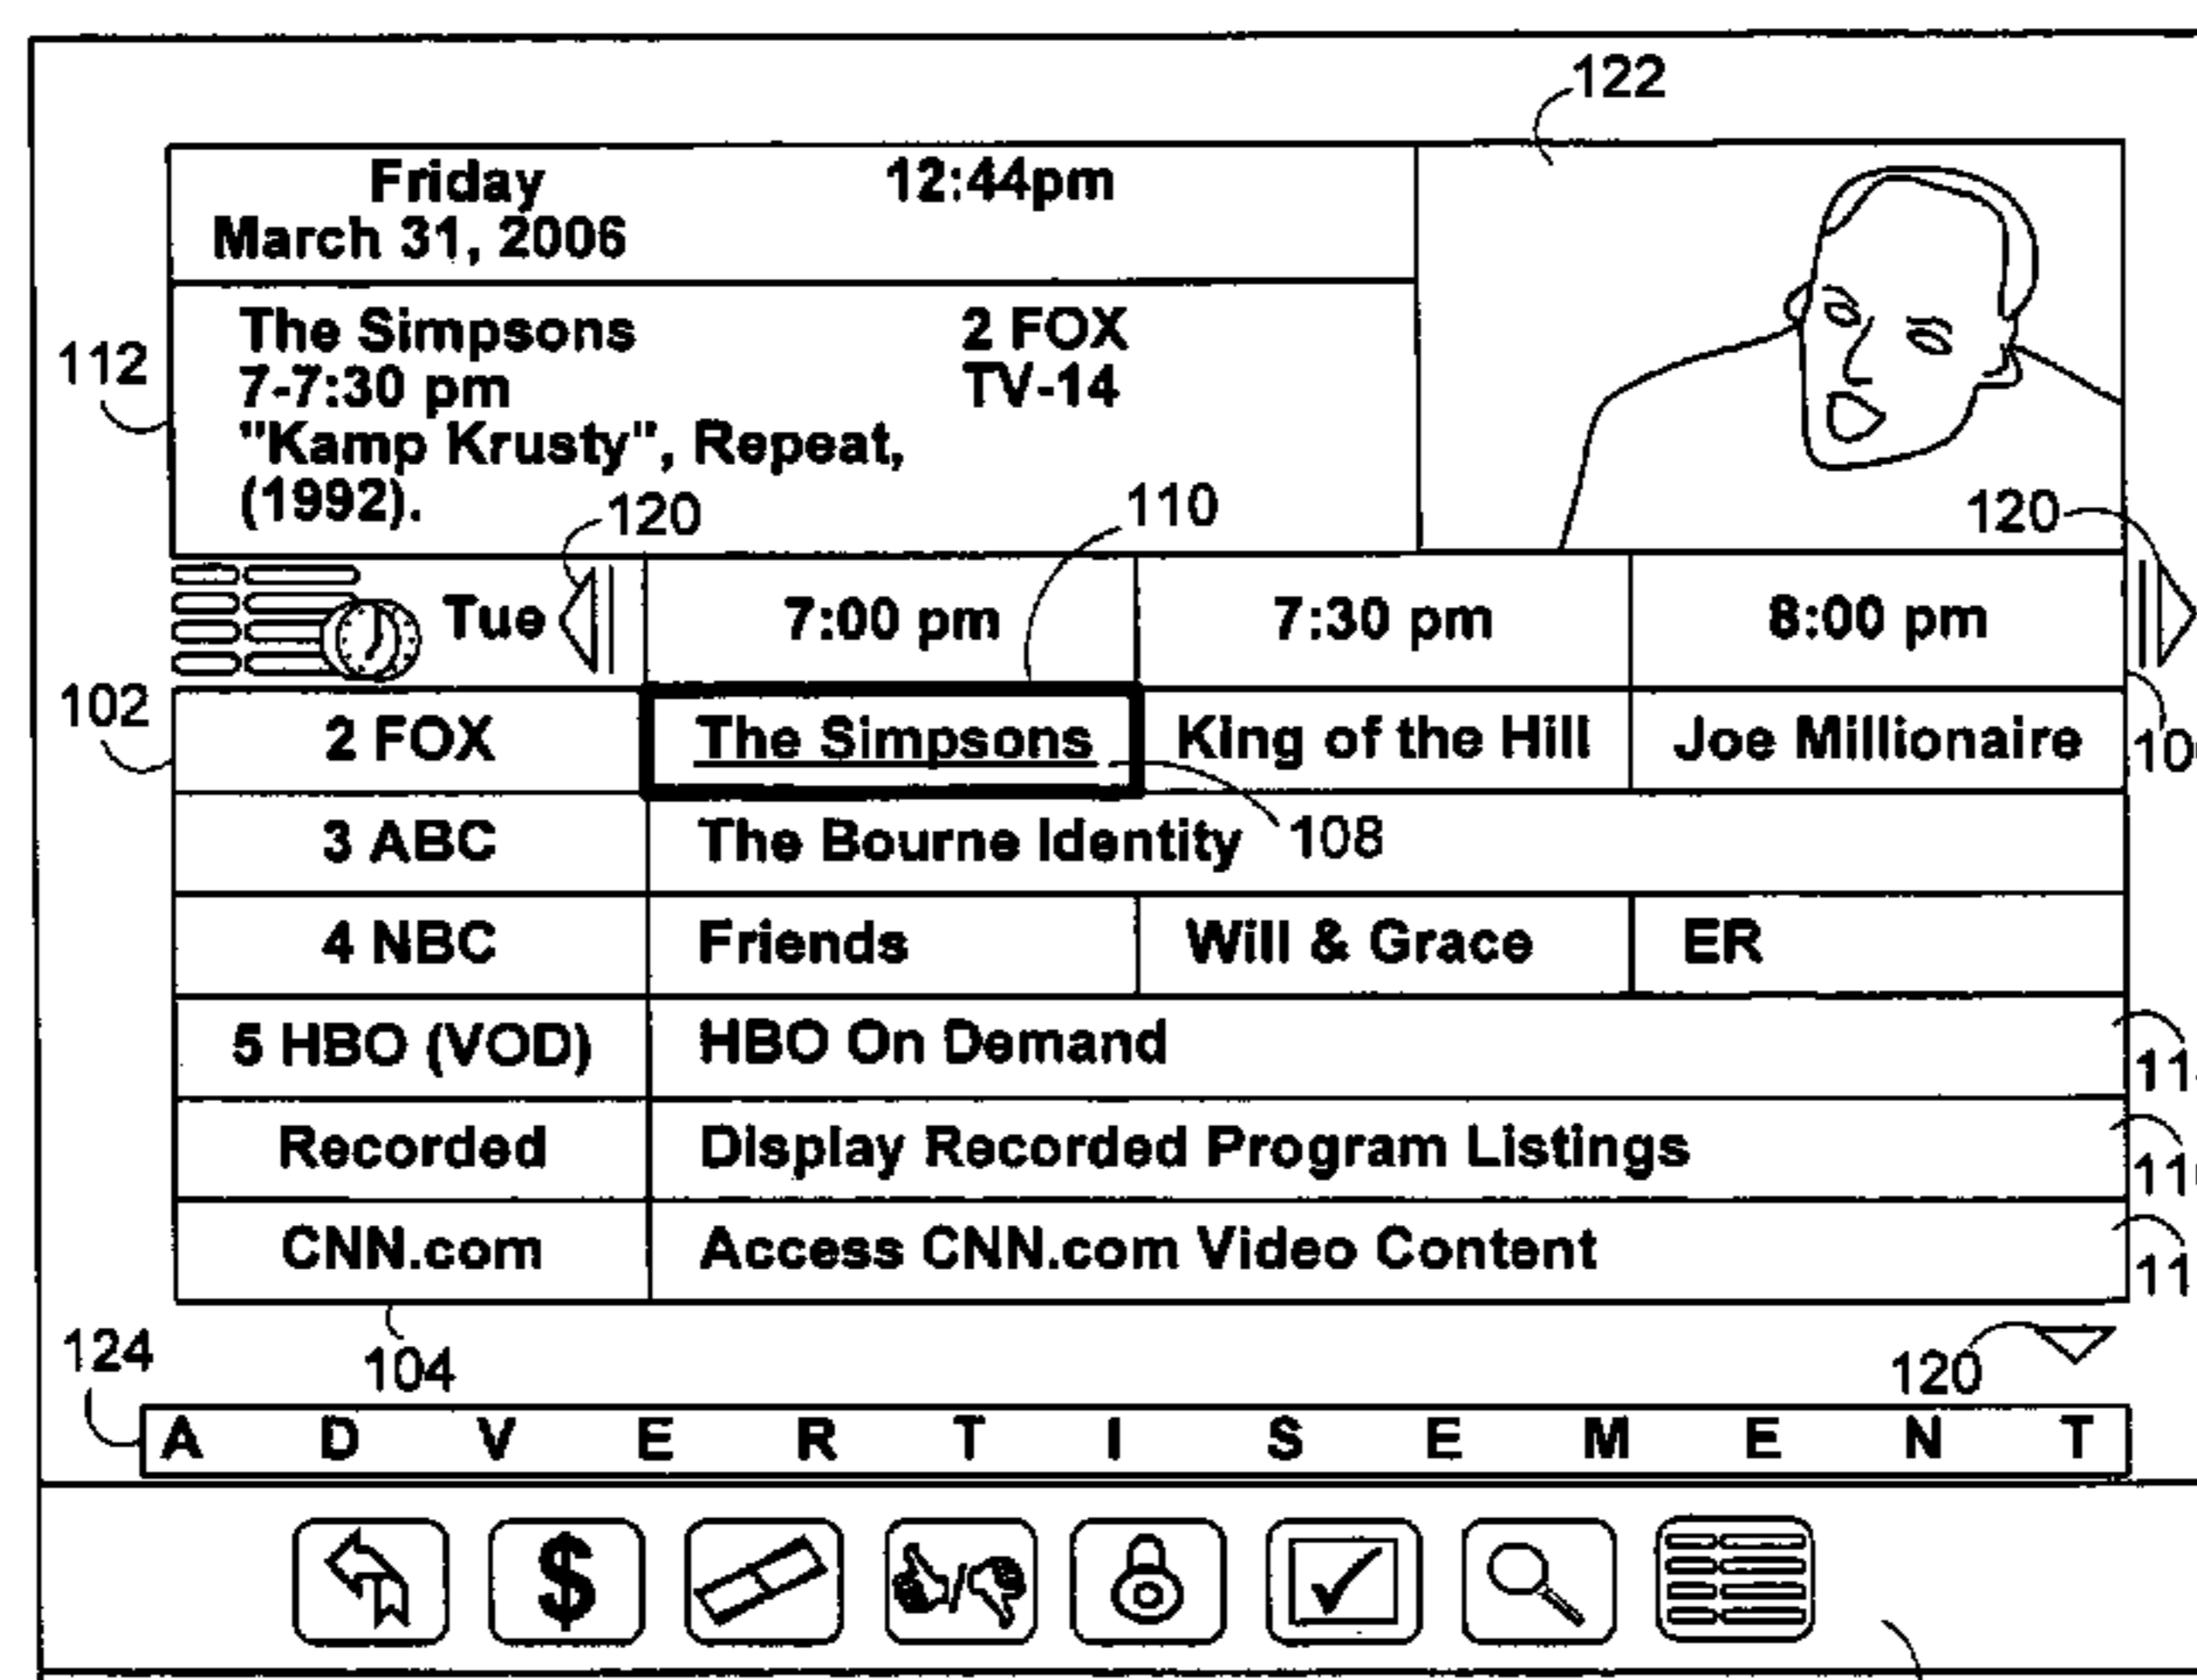 122
Friday 12:44pm
March 31, 2006
The Simpsons 2 FOX
112
7-7:30 pm TV-14
"Kamp Krusty", Repeat,
(1992).
120 110 120
Tue 7:00 pm 7:30 pm 8:00 pm
102
2 FOX The Simpsons King of the Hill Joe Millionaire
3 ABC The Bourne Identity 108
4 NBC Friends Will & Grace ER
5 HBO (VOD) HBO On Demand
Recorded Display Recorded Program Listings
CNN.com Access CNN.com Video Content
124 104 120
A D V E R T I S E M E N T
$